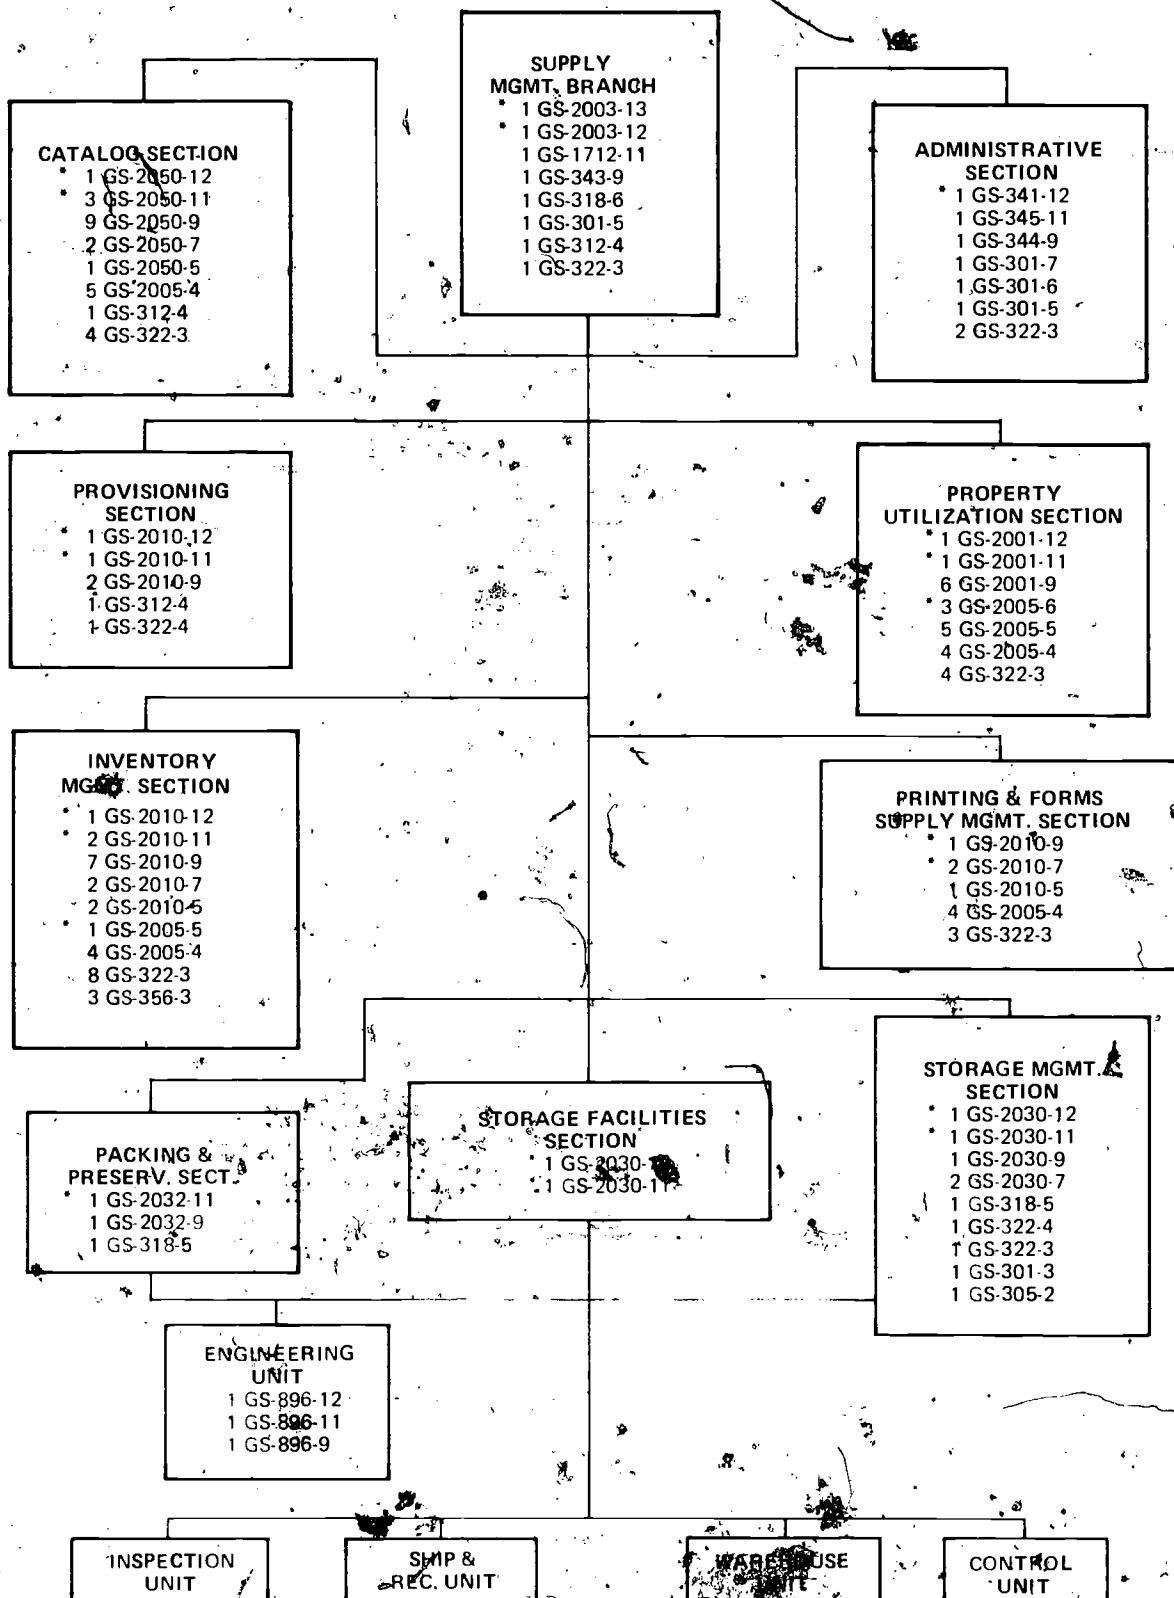 SUPPLY
MGMT. BRANCH
* 1 GS-2003-13
* 1 GS-2003-12
1 GS-1712-11
1 GS-343-9
1 GS-318-6
1 GS-301-5
1 GS-312-4
1 GS-322-3
CATALOG SECTION
* 1 GS-2050-12
* 3 GS-2050-11
9 GS-2050-9
2 GS-2050-7
1 GS-2050-5
5 GS-2005-4
1 GS-312-4
4 GS-322-3
ADMINISTRATIVE
SECTION
* 1 GS-341-12
1 GS-345-11
1 GS-344-9
1 GS-301-7
1 GS-301-6
1 GS-301-5
2 GS-322-3
PROVISIONING
SECTION
* 1 GS-2010-12
* 1 GS-2010-11
2 GS-2010-9
1 GS-312-4
1 GS-322-4
PROPERTY
UTILIZATION SECTION
* 1 GS-2001-12
* 1 GS-2001-11
6 GS-2001-9
* 3 GS-2005-6
5 GS-2005-5
4 GS-2005-4
4 GS-322-3
INVENTORY
MGMT. SECTION
* 1 GS-2010-12
* 2 GS-2010-11
7 GS-2010-9
2 GS-2010-7
2 GS-2010-5
* 1 GS-2005-5
4 GS-2005-4
8 GS-322-3
3 GS-356-3
PRINTING & FORMS
SUPPLY MGMT. SECTION
* 1 GS-2010-9
* 2 GS-2010-7
1 GS-2010-5
4 GS-2005-4
3 GS-322-3
PACKING &
PRESERV. SECT.
* 1 GS-2032-11
1 GS-2032-9
1 GS-318-5
STORAGE FACILITIES
SECTION
1 GS-2030-
1 GS-2030-11
STORAGE MGMT.
SECTION
* 1 GS-2030-12
* 1 GS-2030-11
1 GS-2030-9
2 GS-2030-7
1 GS-318-5
1 GS-322-4
1 GS-322-3
1 GS-301-3
1 GS-305-2
ENGINEERING
UNIT
1 GS-896-12
1 GS-896-11
1 GS-896-9
INSPECTION
UNIT
SHIP &
REC. UNIT
WAREHOUSE
UNIT
CONTROL
UNIT